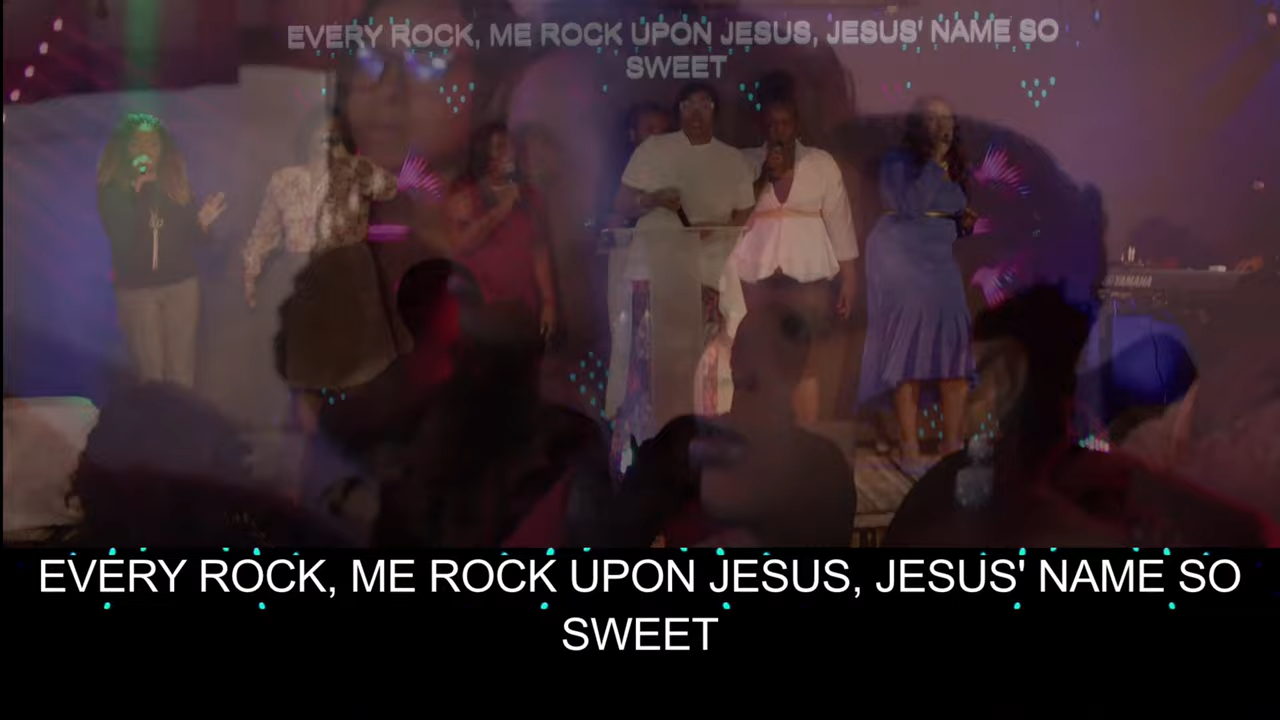 EVERY ROCK, ME ROCK UPON JESUS, JESUS' NAME SO
SWEET
YAMAHA
EVERY ROCK, ME ROCK UPON JESUS, JESUS' NAME SO
SWEET